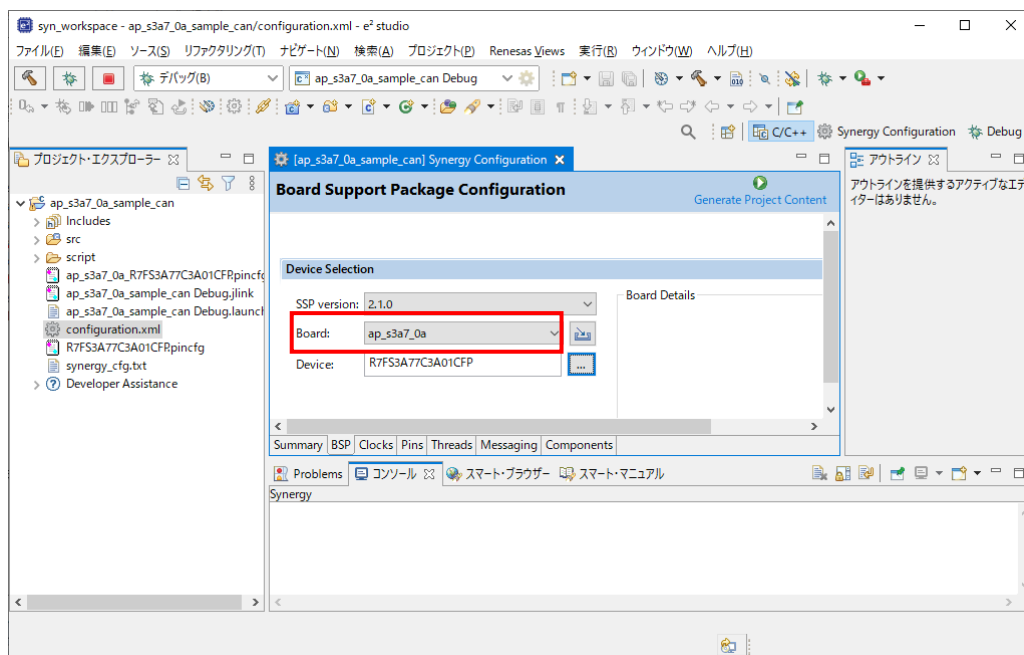 syn_workspace - ap_s3a7_0a_sample_can/configuration.xml - e² studio
ファイル(F) 編集(E) ソース(S) リファクタリング(T) ナビゲート(N) 検索(A) プロジェクト(P) Renesas Views 実行(R) ウィンドウ(W) ヘルプ(H)
デバッグ(B) ap_s3a7_0a_sample_can Debug
C/C++ Synergy Configuration Debug
プロジェクト・エクスプローラー
[ap_s3a7_0a_sample_can] Synergy Configuration
アウトライン
Board Support Package Configuration
Generate Project Content
アウトラインを提供するアクティブなエデ
ィターはありません。
ap_s3a7_0a_sample_can
Includes
src
script
ap_s3a7_0a_R7FS3A77C3A01CFP.pincfg
ap_s3a7_0a_sample_can Debug.jlink
ap_s3a7_0a_sample_can Debug.launch
configuration.xml
R7FS3A77C3A01CFP.pincfg
synergy_cfg.txt
Developer Assistance
Device Selection
SSP version: 2.1.0
Board: ap_s3a7_0a
Device: R7FS3A77C3A01CFP ...
Board Details
Summary BSP Clocks Pins Threads Messaging Components
Problems コンソール スマート・ブラウザー スマート・マニュアル
Synergy